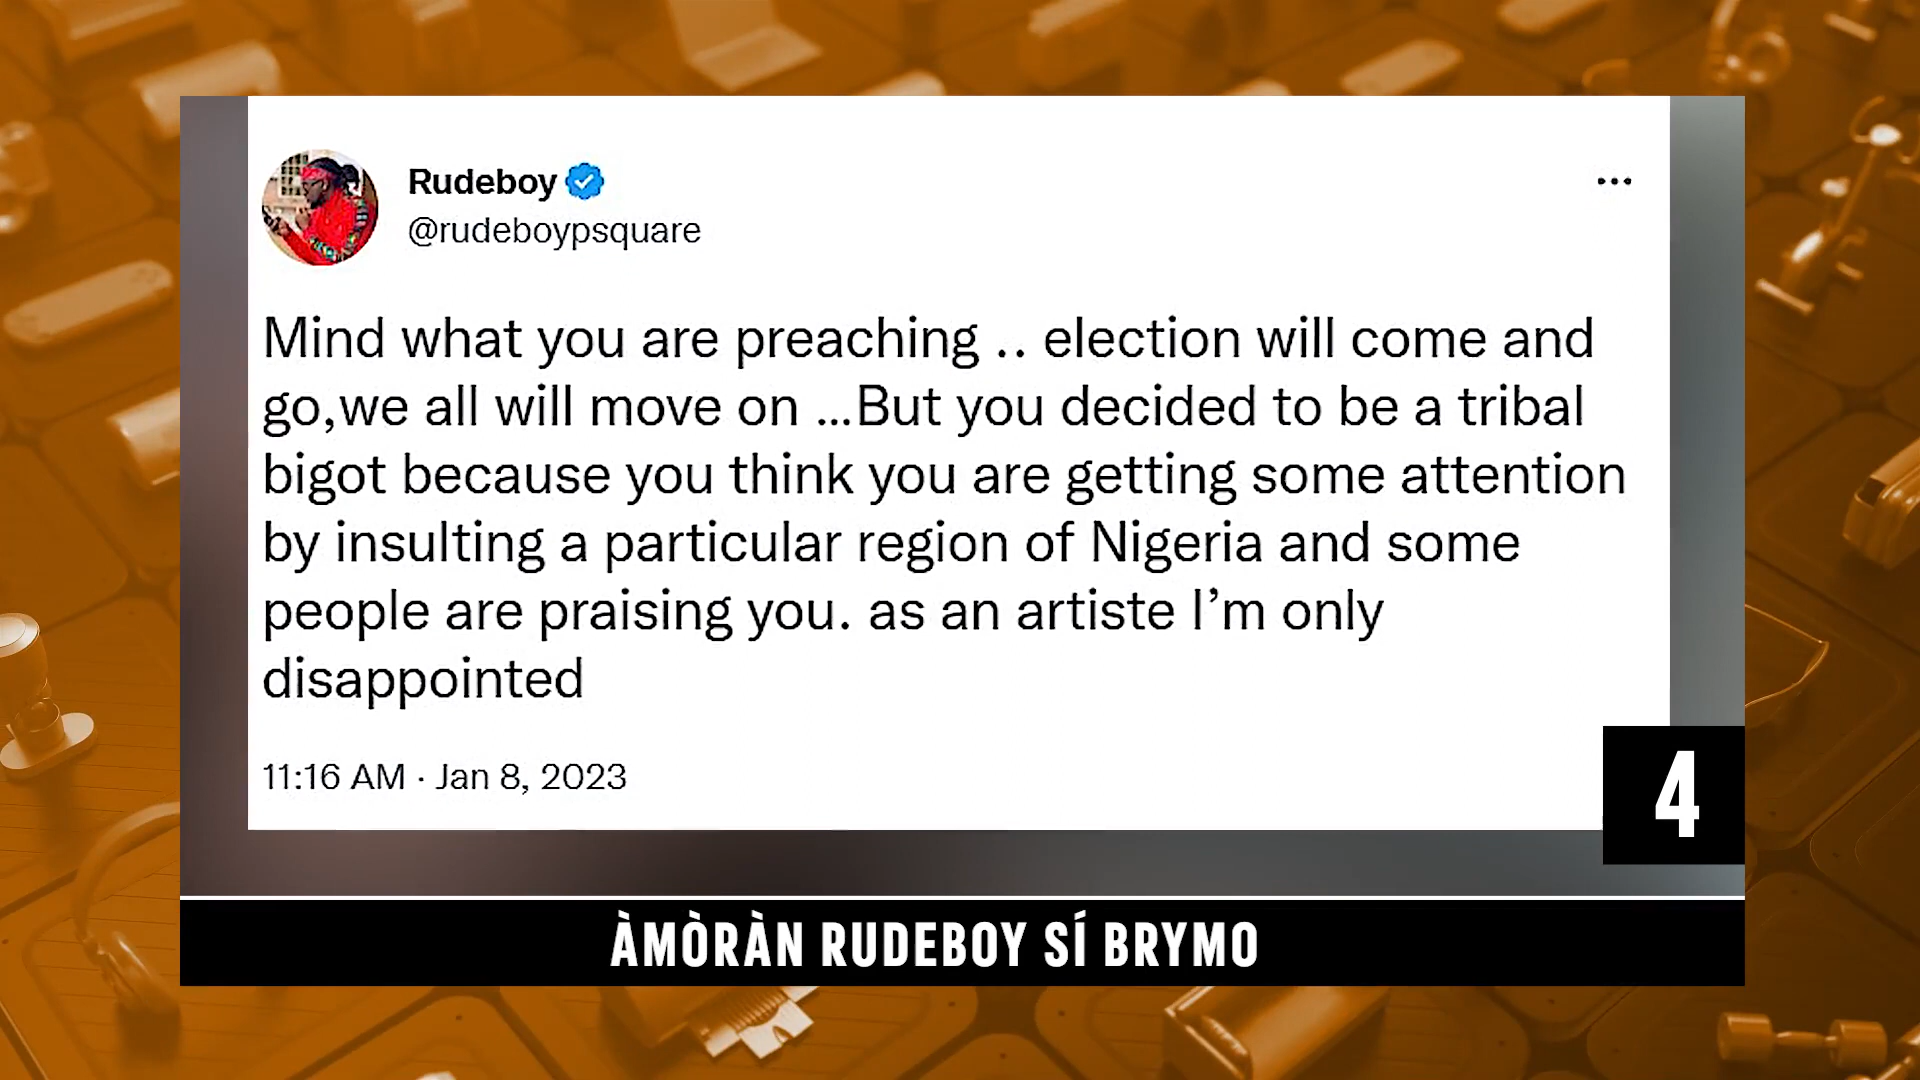 Rudeboy
@rudeboypsquare
Mind what you are preaching .. election will come and
go,we all will move on ...But you decided to be a tribal
bigot because you think you are getting some attention
by insulting a particular region of Nigeria and some
people are praising you. as an artiste I’m only
disappointed
11:16 AM · Jan 8, 2023
4
ÀMÒRÀN RUDEBOY SÍ BRYMO